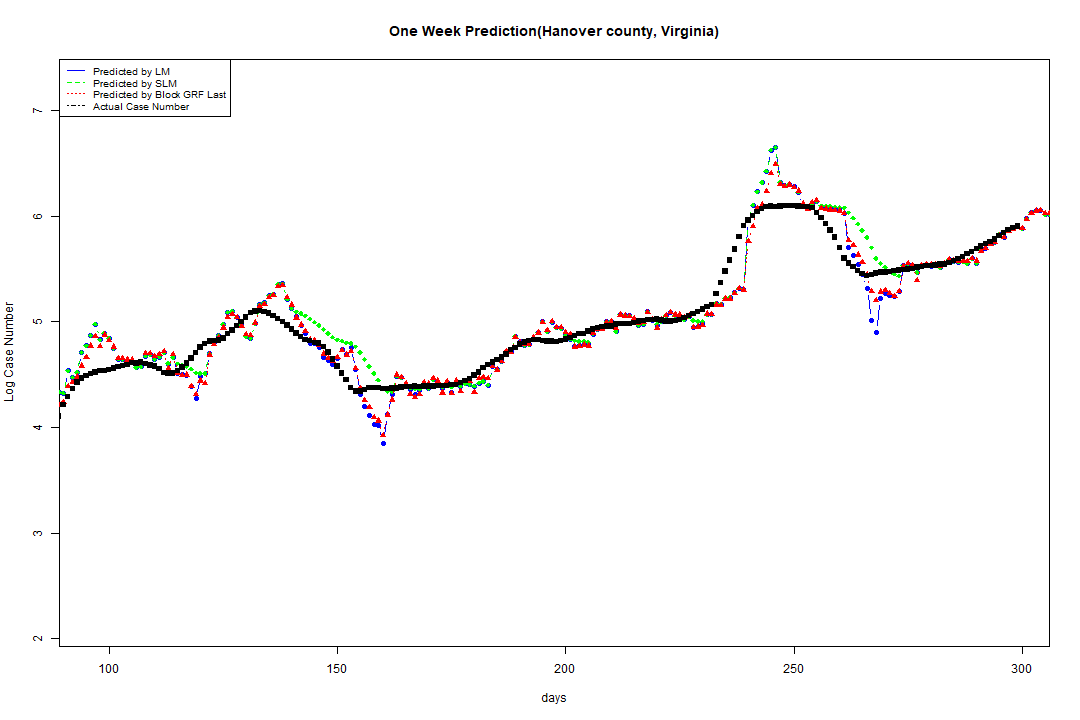 One Week Prediction(Hanover county, Virginia)
Predicted by LM
Predicted by SLM
Predicted by Block GRF Last
Actual Case Number
7
6
5
4
3
2
Log Case Number
100 150 200 250 300
days